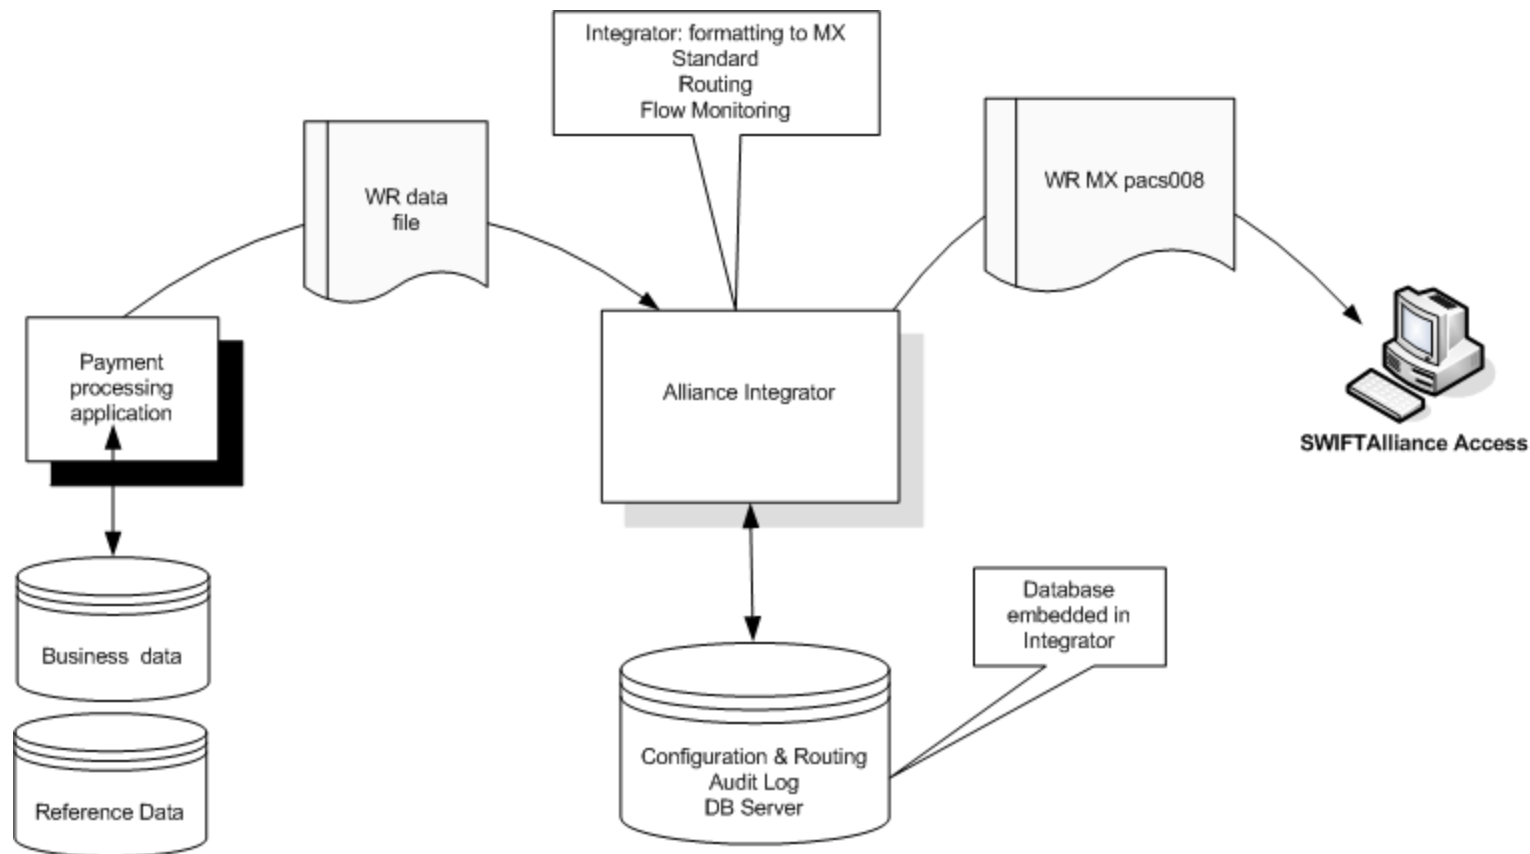 Integrator: formatting to MX
Standard
Routing
Flow Monitoring
WR data
file
WR MX pacs008
Payment
processing
application
Alliance Integrator
SWIFTAlliance Access
Database
embedded in
Integrator
Business data
Configuration & Routing
Audit Log
DB Server
Reference Data